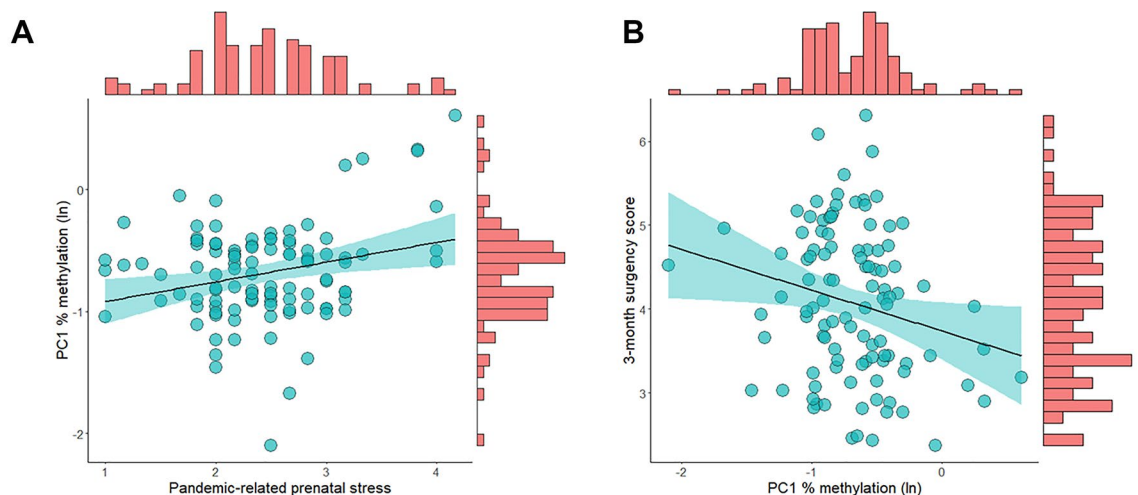 A
B
PC1 % methylation (ln)
0
-1
-2
1
2
3
4
Pandemic-related prenatal stress
3-month surgency score
6
5
4
3
-2
-1
0
PC1 % methylation (ln)